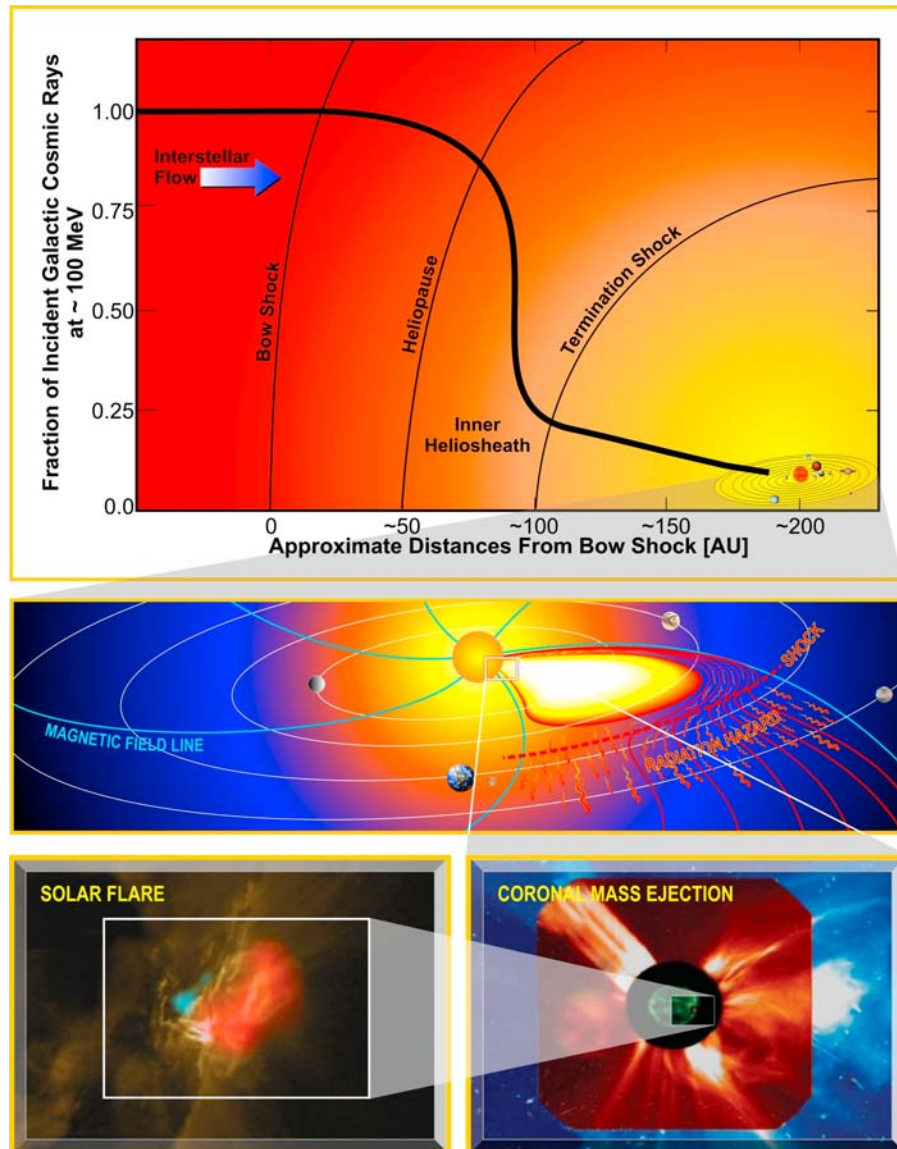 Fraction of Incident Galactic Cosmic Rays
at ~ 100 MeV
1.00
0.75
0.50
0.25
0.0
Interstellar
Flow
Bow Shock
Heliopause
Termination Shock
Inner
Heliosheath
0
~50
~100
~150
~200
Approximate Distances From Bow Shock [AU]
MAGNETIC FIELD LINE
SHOCK
RADIATION HAZARD
SOLAR FLARE
CORONAL MASS EJECTION